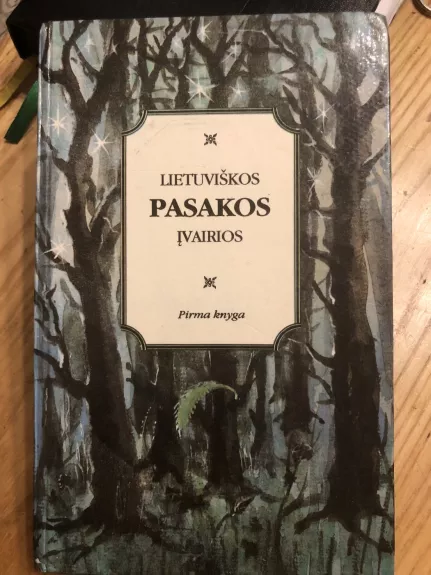 LIETUVIŠKOS
PASAKOS
ĮVAIRIOS
Pirma knyga